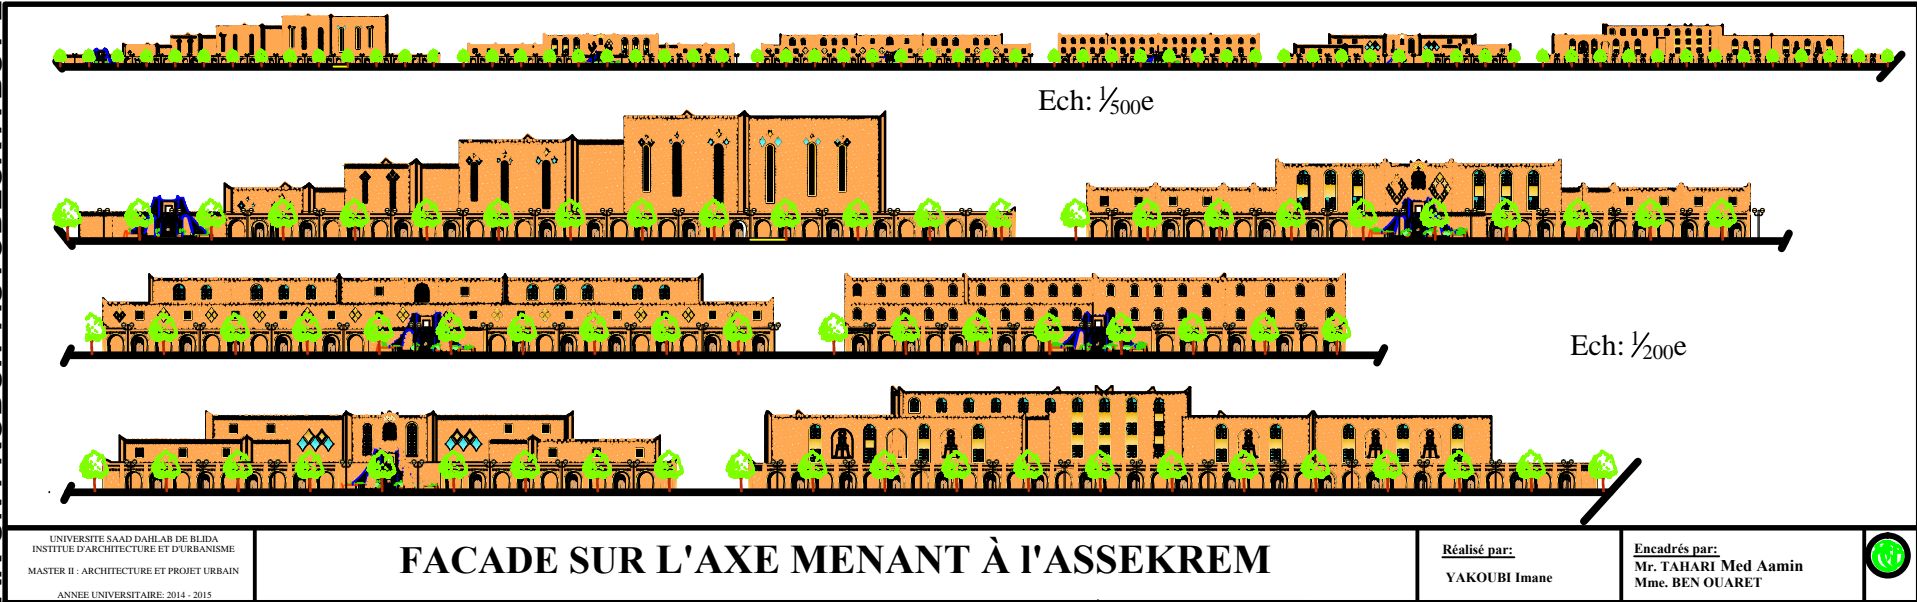 Ech: 1/500e
Ech: 1/200e
UNIVERSITE SAAD DAHLAB DE BLIDA
INSTITUE D'ARCHITECTURE ET D'URBANISME
MASTER II : ARCHITECTURE ET PROJET URBAIN
ANNEE UNIVERSITAIRE: 2014 - 2015
FACADE SUR L'AXE MENANT À l'ASSEKREM
Réalisé par:
YAKOUBI Imane
Encadrés par:
Mr. TAHARI Med Aamin
Mme. BEN OUARET